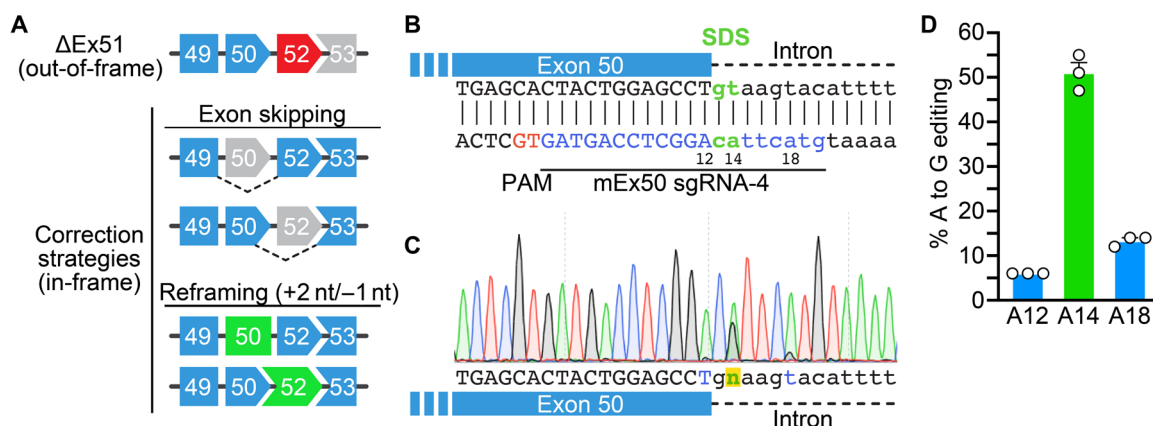 A
ΔEx51
(out-of-frame)
49 50 52 53
Exon skipping
49 50 52 53
49 50 52 53
Correction
strategies
(in-frame)
Reframing (+2 nt/–1 nt)
49 50 52 53
49 50 52 53
B
SDS
Intron
Exon 50
TGAGCACTACTGGAGCCTgtaagtacatttt
ACTCGTGATGACCTCGGAcattcatgtaaaa
12 14 18
PAM mEx50 sgRNA-4
C
TGAGCACTACTGGAGCCTgnaagtacatttt
Exon 50
Intron
D
% A to G editing
60
50
40
30
20
10
0
A12 A14 A18